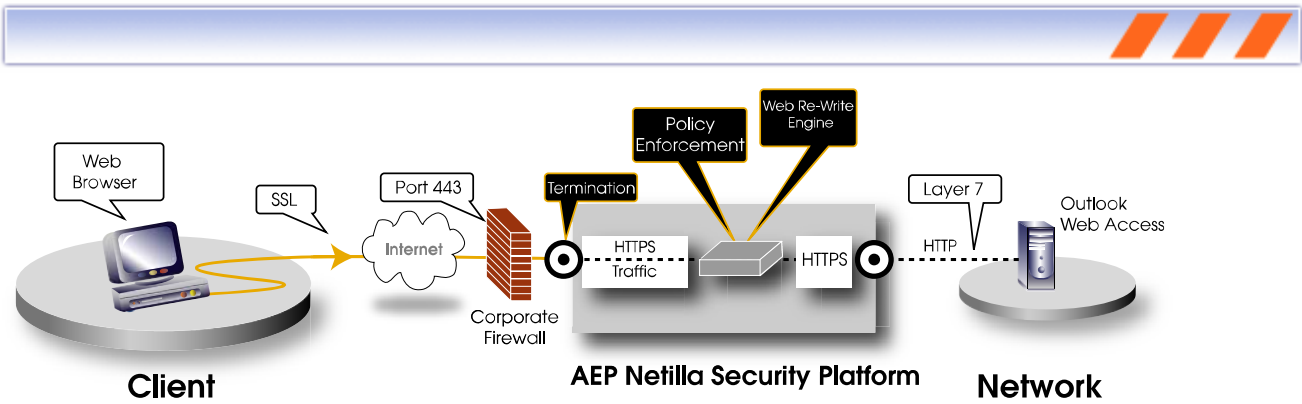 Web
Browser
SSL
Internet
Port 443
Corporate
Firewall
Termination
Policy
Enforcement
Web Re-Write
Engine
HTTPS
Traffic
HTTPS
Layer 7
HTTP
Outlook
Web Access
Client
AEP Netilla Security Platform
Network